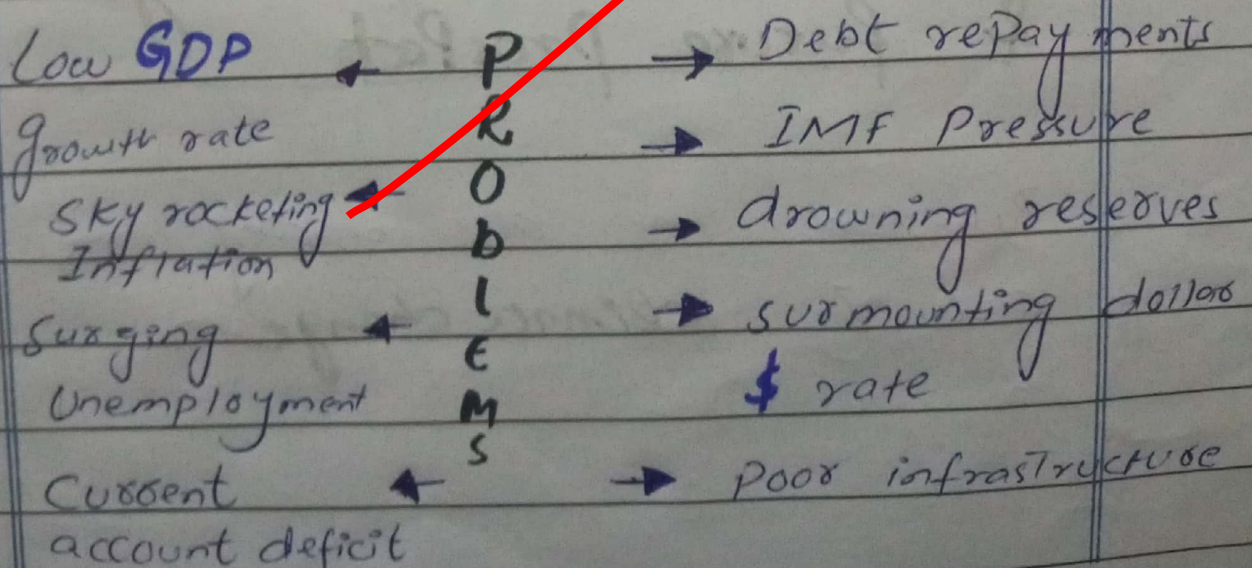 Low GDP ← P → Debt rePayments
growth rate R → IMF Pressure
Sky rocketing ← O → drowning reserves
Inflation b
l → surmounting dollar
Surging ← E $ rate
Unemployment M
S
Current ← → Poor infrastructure
account deficit